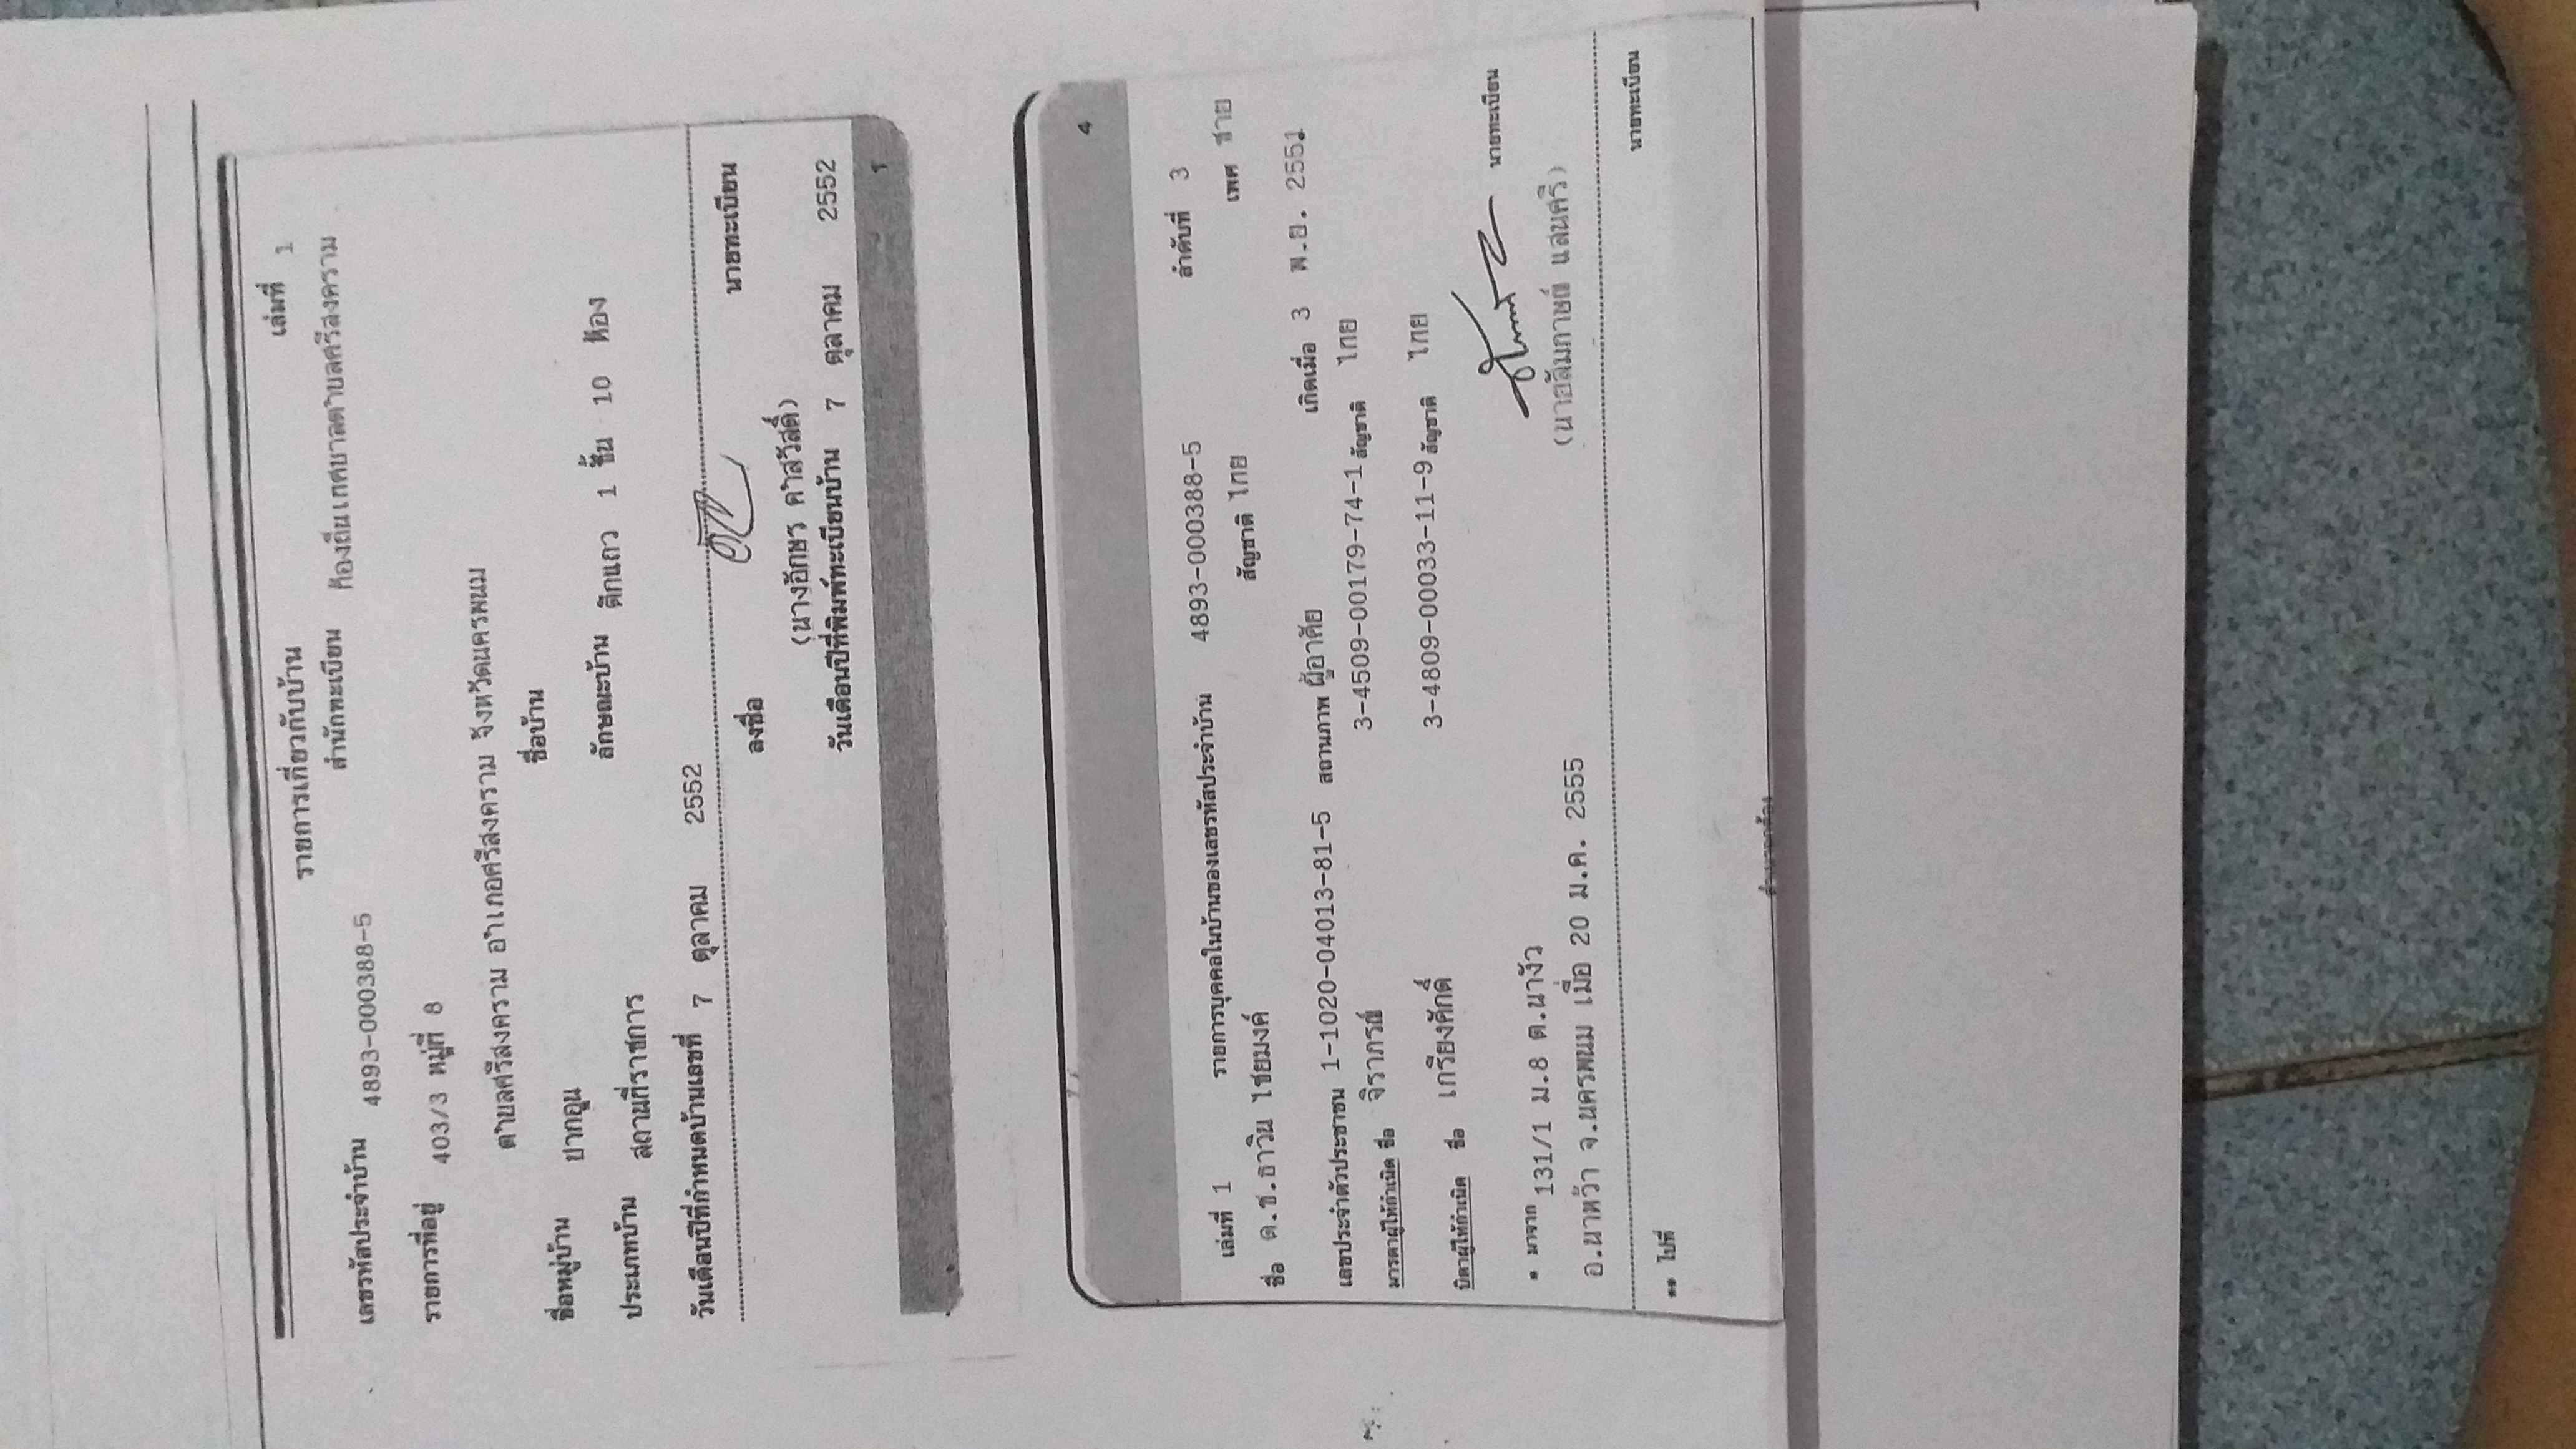 รายการเกี่ยวกับบ้าน เล่มที่ 1
เลขรหัสประจำบ้าน 4893-000388-5 สำนักทะเบียน ท้องถิ่นเทศบาลตำบลศรีสงคราม
รายการที่อยู่ 403/3 หมู่ที่ 8
ตำบลศรีสงคราม อำเภอศรีสงคราม จังหวัดนครพนม
ชื่อหมู่บ้าน ปากอูน ชื่อบ้าน
ประเภทบ้าน สถานที่ราชการ ลักษณะบ้าน ตึกแถว 1 ชั้น 10 ห้อง
วันเดือนปีที่กำหนดบ้านเลขที่ 7 ตุลาคม 2552
ลงชื่อ นายทะเบียน
(นางอักษร คำสวัสดิ์)
วันเดือนปีที่พิมพ์ทะเบียนบ้าน 7 ตุลาคม 2552
1
4
เล่มที่ 1 รายการบุคคลในบ้านของเลขรหัสประจำบ้าน 4893-000388-5 ลำดับที่ 3
ชื่อ ด.ช.ธาวิน ไชยมงค์ สัญชาติ ไทย เพศ ชาย
เลขประจำตัวประชาชน 1-1020-04013-81-5 สถานภาพ ผู้อาศัย เกิดเมื่อ 3 พ.ย. 2551
มารดาผู้ให้กำเนิด ชื่อ จิราภรณ์ 3-4509-00179-74-1 สัญชาติ ไทย
บิดาผู้ให้กำเนิด ชื่อ เกรียงศักดิ์ 3-4809-00033-11-9 สัญชาติ ไทย
* มาจาก 131/1 ม.8 ต.นางัว
นายทะเบียน
อ.นาหว้า จ.นครพนม เมื่อ 20 ม.ค. 2555
** ไปที่ นายทะเบียน